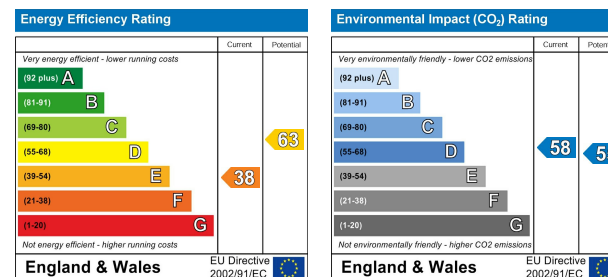 Energy Efficiency Rating
Current Potential
Very energy efficient - lower running costs
(92 plus) A
(81-91) B
(69-80) C
(55-68) D
63
(39-54) E
38
(21-38) F
(1-20) G
Not energy efficient - higher running costs
England & Wales
EU Directive
2002/91/EC
Environmental Impact (CO₂) Rating
Current
Very environmentally friendly - lower CO2 emissions
(92 plus) A
(81-91) B
(69-80) C
(55-68) D
58
(39-54) E
(21-38) F
(1-20) G
Not environmentally friendly - higher CO2 emissions
England & Wales
EU Directive
2002/91/EC